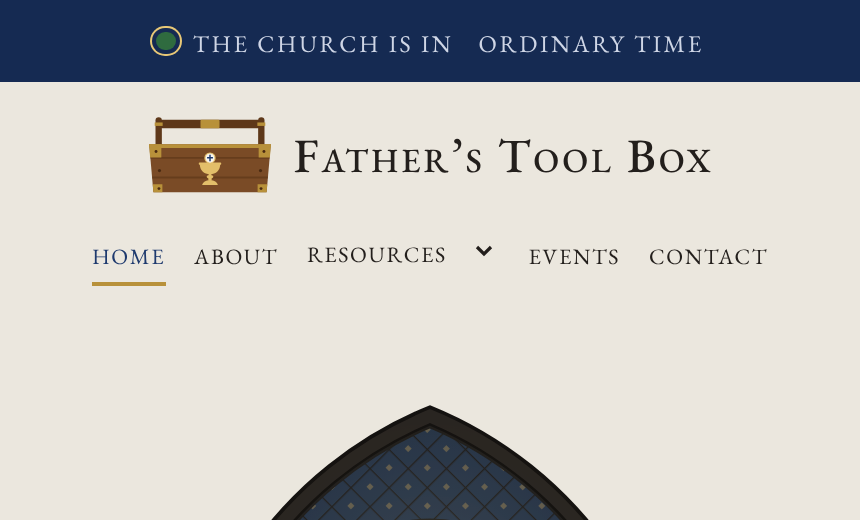 THE CHURCH IS IN ORDINARY TIME
Father's Tool Box
HOME ABOUT RESOURCES EVENTS CONTACT